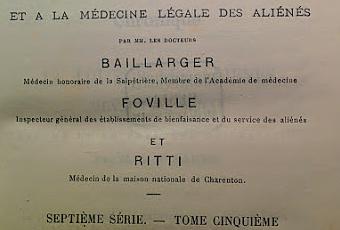 ET A LA MÉDECINE LÉGALE DES ALIÉNÉS
PAR MM. LES DOCTEURS
BAILLARGER
Médecin honoraire de la Salpêtrière, Membre de l'Académie de médecine
FOVILLE
Inspecteur général des établissements de bienfaisance et du service des aliénés
ET
RITTI
Médecin de la maison nationale de Charenton.
SEPTIÈME SÉRIE. — TOME CINQUIÈME